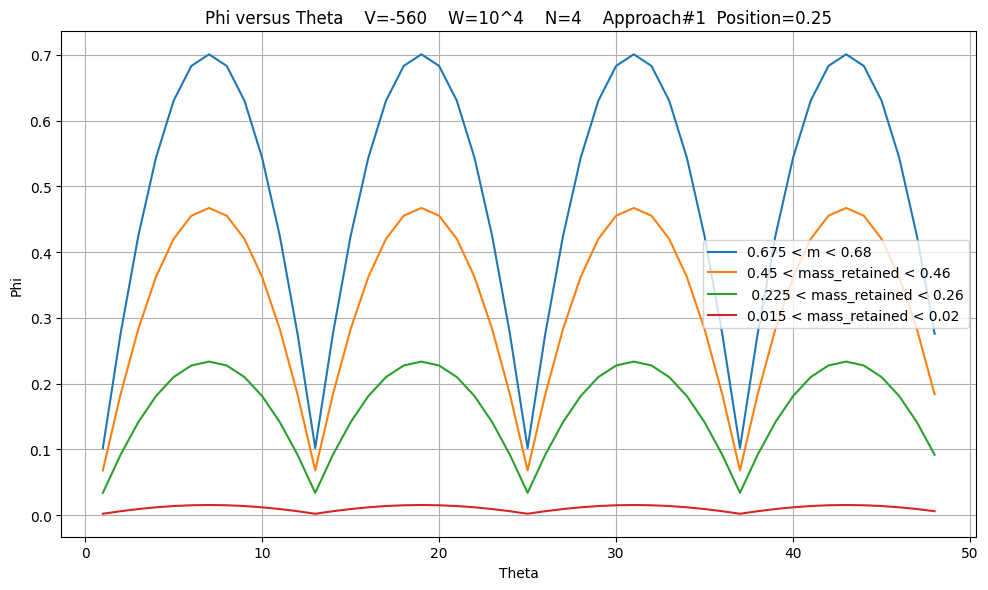 Phi versus Theta    V=-560    W=10^4    N=4    Approach#1  Position=0.25
0.7
0.6
0.5
0.4
0.3
0.2
0.1
0.0
Phi
0.675 < m < 0.68
0.45 < mass_retained < 0.46
0.225 < mass_retained < 0.26
0.015 < mass_retained < 0.02
0 10 20 30 40 50
Theta